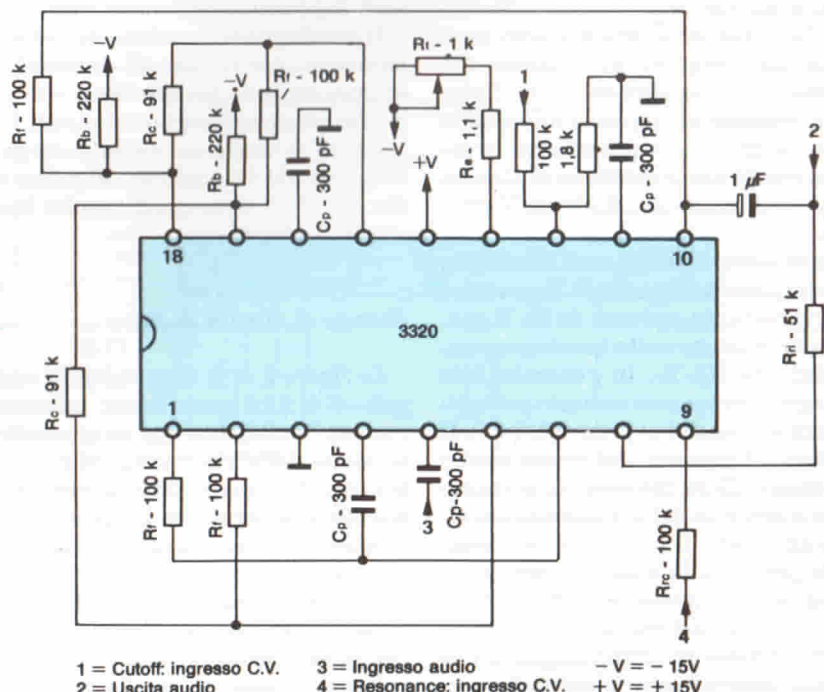 Rf - 100 k
−V
Rb - 220 k
Rc - 91 k
−V
Rb - 220 k
Rf - 100 k
Cp - 300 pF
Rt - 1 k
−V
+V
Re - 1,1 k
1
100 k
1,8 k
Cp - 300 pF
2
1 µF
18
10
Rrl - 51 k
3320
Rc - 91 k
1
9
Rf - 100 k
Rf - 100 k
Cp - 300 pF
Cp-300 pF
3
Rrc - 100 k
4
1 = Cutoff: ingresso C.V.
3 = Ingresso audio
− V = − 15V
2 = Uscita audio
4 = Resonance: ingresso C.V.
+ V = + 15V